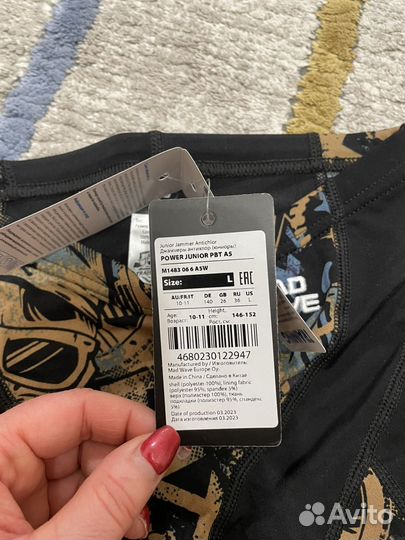 Junior Jammer Antichlor
Джаммеры антихлор (юниоры)
POWER JUNIOR PBT A5
M1483 06 6 A5W
Size: L
EAC
AU/FR/IT DE GB RU US
10-11 140 26 36 L
Age: 10-11 Height, cm: 146-152
Возраст: Рост, см:
4680230122947
Manufactured by / Изготовитель:
Mad Wave Europe Oy.
Made in China / Сделано в Китае
shell (polyester-100%), lining fabric
(polyester 95%, spandex 5%)
верх (полиэстер 100%), ткань
подкладки (полиэстер 95%, спандекс
5%)
Date of production 03.2023
Дата изготовления 03.2023
Avito